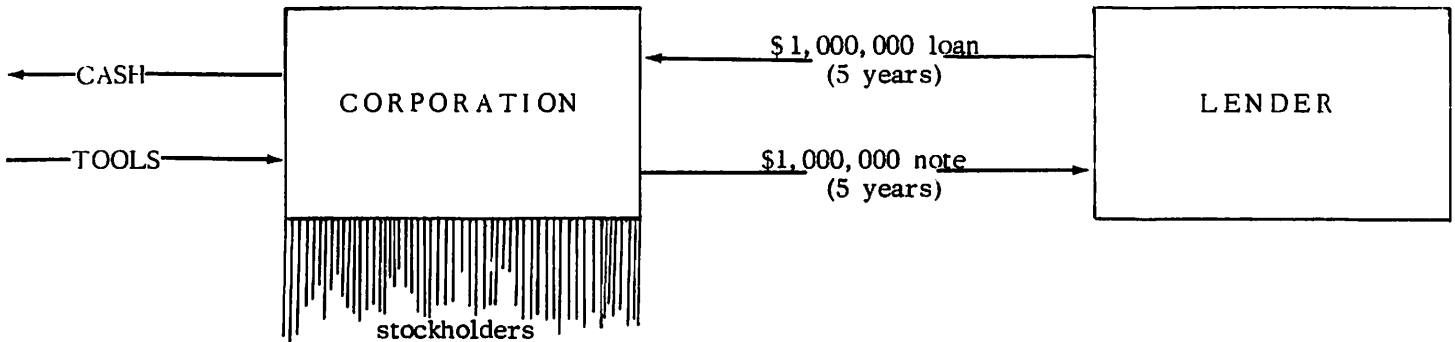 $1,000,000 loan
(5 years)
CASH
CORPORATION
LENDER
TOOLS
$1,000,000 note
(5 years)
stockholders